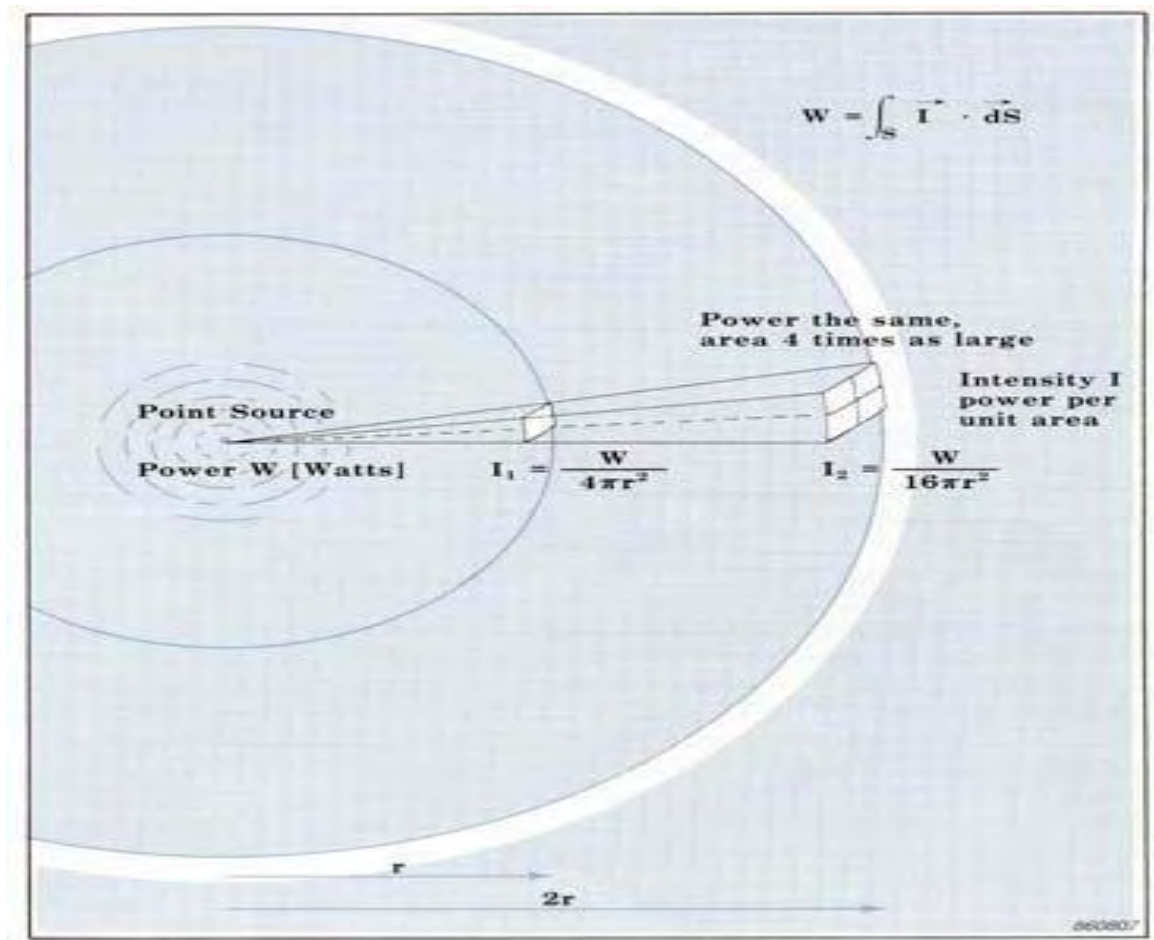 W = ∫S I⃗ · dS⃗
Power the same,
area 4 times as large
Intensity I
power per
unit area
Point Source
Power W [Watts]
I₁ = W / 4πr²
I₂ = W / 16πr²
r
2r
860807